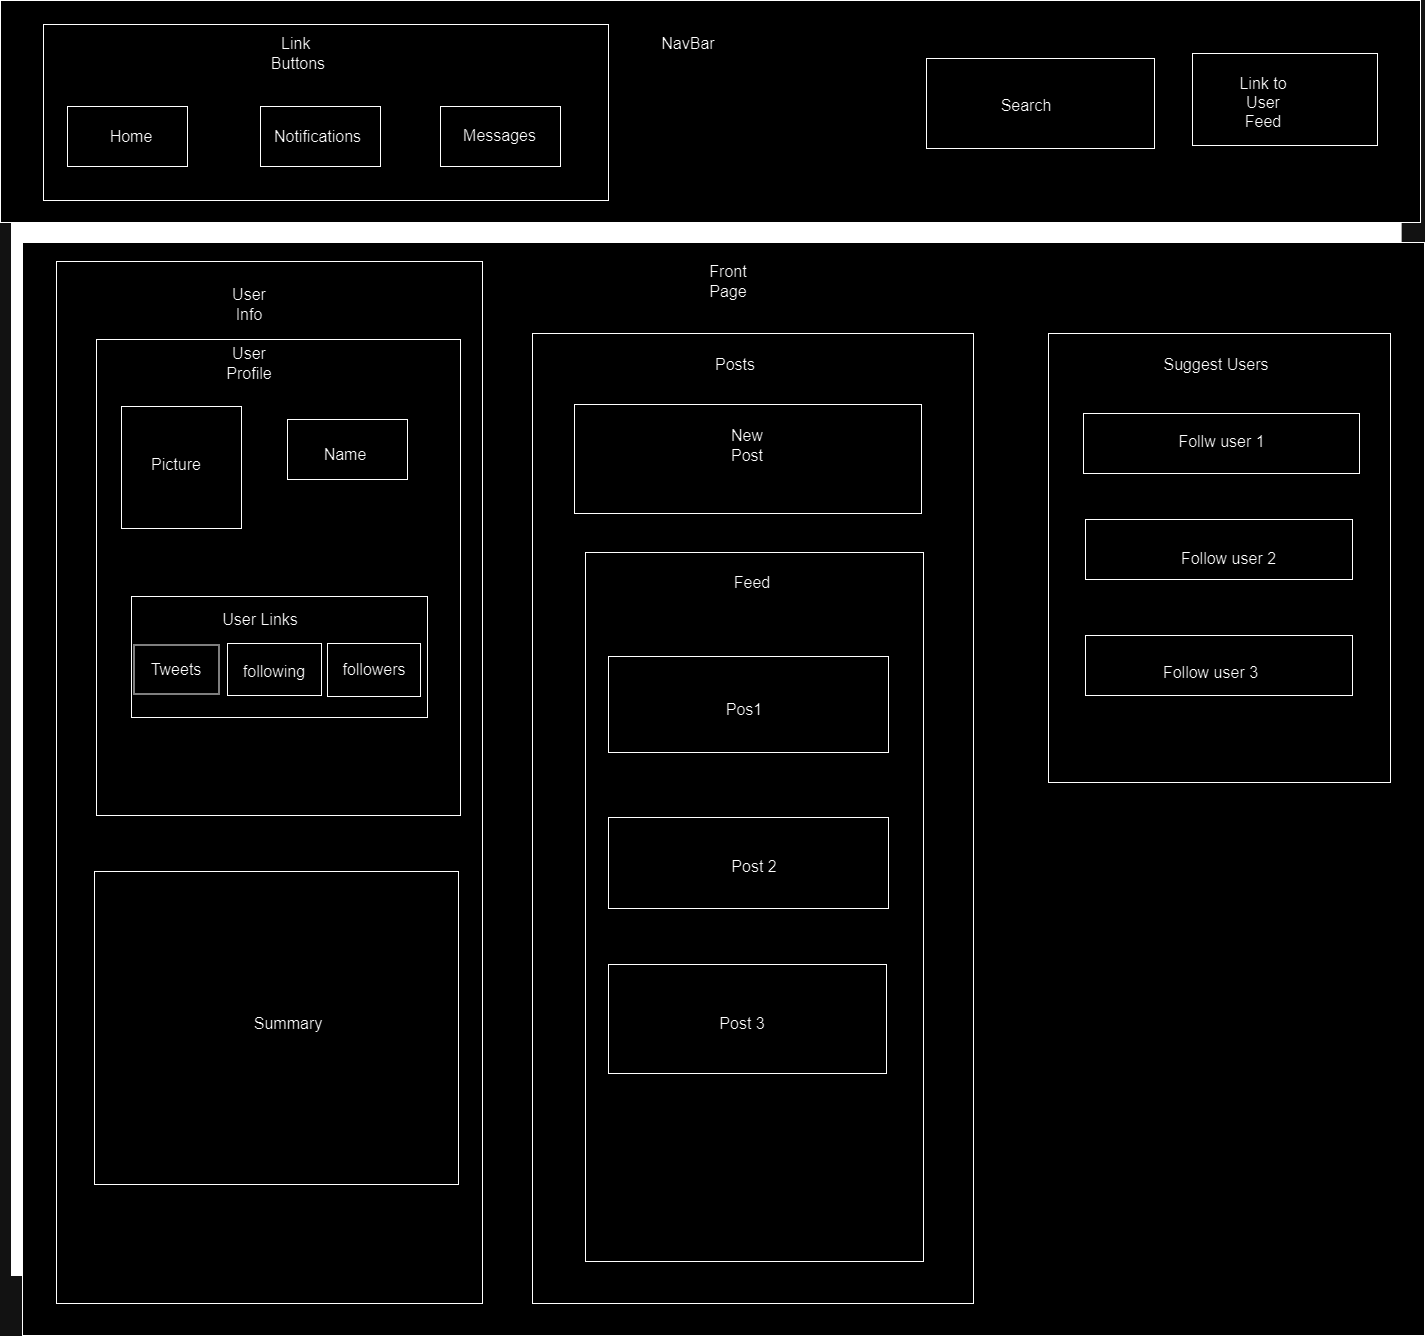 Link
Buttons
NavBar
Home
Notifications
Messages
Search
Link to
User
Feed
Front
Page
User
Info
User
Profile
Picture
Name
User Links
Tweets
following
followers
Summary
Posts
New
Post
Feed
Pos1
Post 2
Post 3
Suggest Users
Follw user 1
Follow user 2
Follow user 3